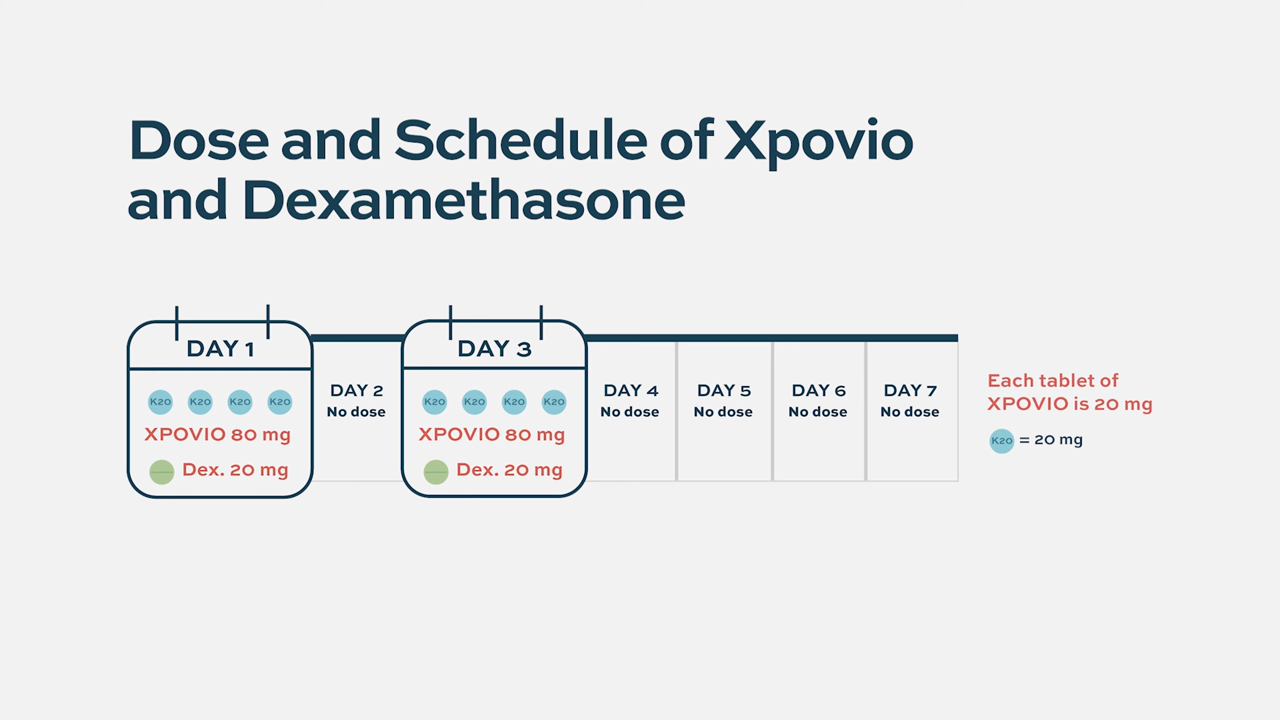 Dose and Schedule of Xpovio
and Dexamethasone
DAY 1
K20 K20 K20 K20
XPOVIO 80 mg
Dex. 20 mg
DAY 2
No dose
DAY 3
K20 K20 K20 K20
XPOVIO 80 mg
Dex. 20 mg
DAY 4
No dose
DAY 5
No dose
DAY 6
No dose
DAY 7
No dose
Each tablet of
XPOVIO is 20 mg
K20 = 20 mg